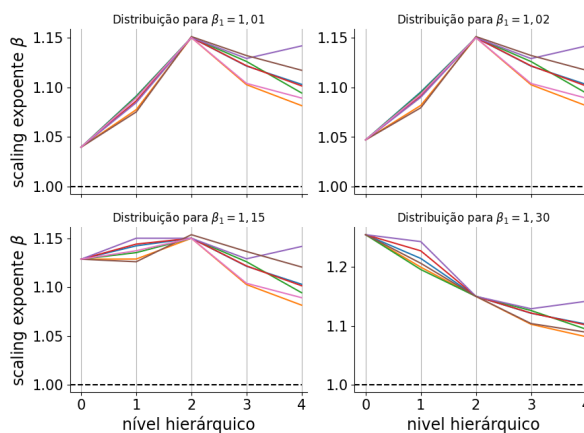 Distribuição para β₁ = 1, 01
Distribuição para β₁ = 1, 02
scaling expoente β
1.15
1.10
1.05
1.00
1.15
1.10
1.05
1.00
Distribuição para β₁ = 1, 15
Distribuição para β₁ = 1, 30
scaling expoente β
1.15
1.10
1.05
1.00
1.2
1.1
1.0
0 1 2 3 4
0 1 2 3 4
nível hierárquico
nível hierárquico